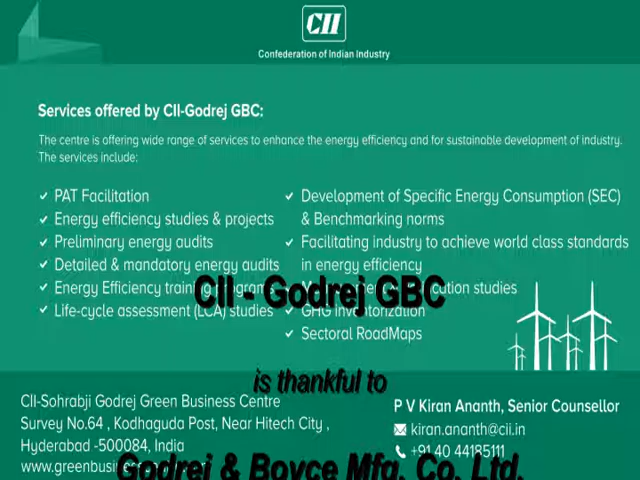 CII
Confederation of Indian Industry
Services offered by CII-Godrej GBC:
The centre is offering wide range of services to enhance the energy efficiency and for sustainable development of industry.
The services include:
PAT Facilitation
Energy efficiency studies & projects
Preliminary energy audits
Detailed & mandatory energy audits
Energy Efficiency training programs
Life-cycle assessment (LCA) studies
Development of Specific Energy Consumption (SEC)
& Benchmarking norms
Facilitating industry to achieve world class standards
in energy efficiency
studies
GHG Inventorization
Sectoral RoadMaps
CII - Godrej GBC
is thankful to
Godrej & Boyce Mfg. Co. Ltd.
CII-Sohrabji Godrej Green Business Centre
Survey No.64 , Kodhaguda Post, Near Hitech City ,
Hyderabad -500084, India
P V Kiran Ananth, Senior Counsellor
kiran.ananth@cii.in
+91 40 44185111